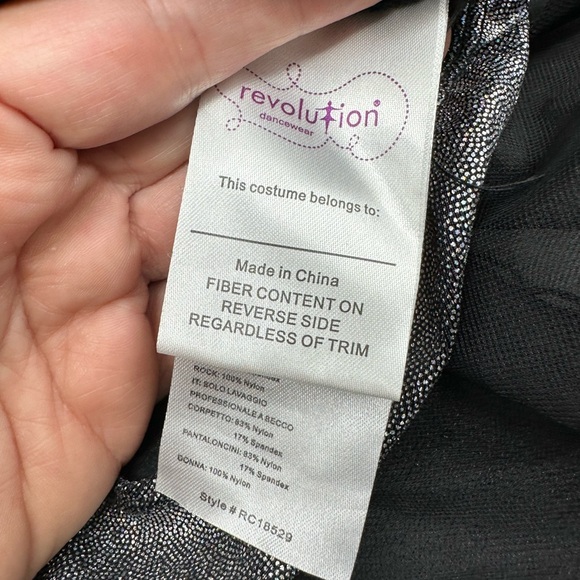 revolution®
dancewear
This costume belongs to:
Made in China
FIBER CONTENT ON
REVERSE SIDE
REGARDLESS OF TRIM
ROCK: 100% Nylon
IT: SOLO LAVAGGIO
PROFESSIONALE A SECCO
CORPETTO: 83% Nylon
17% Spandex
PANTALONCINI: 83% Nylon
17% Spandex
GONNA: 100% Nylon
Style # RC18529